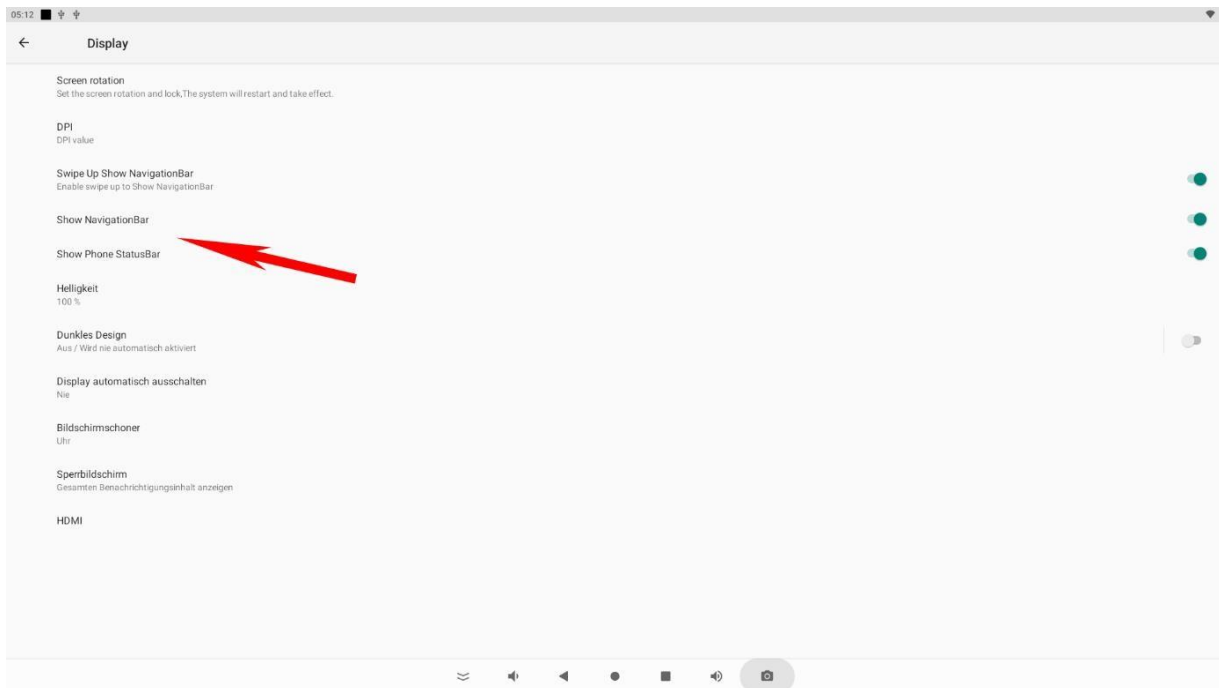 05:12
Display
Screen rotation
Set the screen rotation and lock,The system will restart and take effect.
DPI
DPI value
Swipe Up Show NavigationBar
Enable swipe up to Show NavigationBar
Show NavigationBar
Show Phone StatusBar
Helligkeit
100 %
Dunkles Design
Aus / Wird nie automatisch aktiviert
Display automatisch ausschalten
Nie
Bildschirmschoner
Uhr
Sperrbildschirm
Gesamten Benachrichtigungsinhalt anzeigen
HDMI